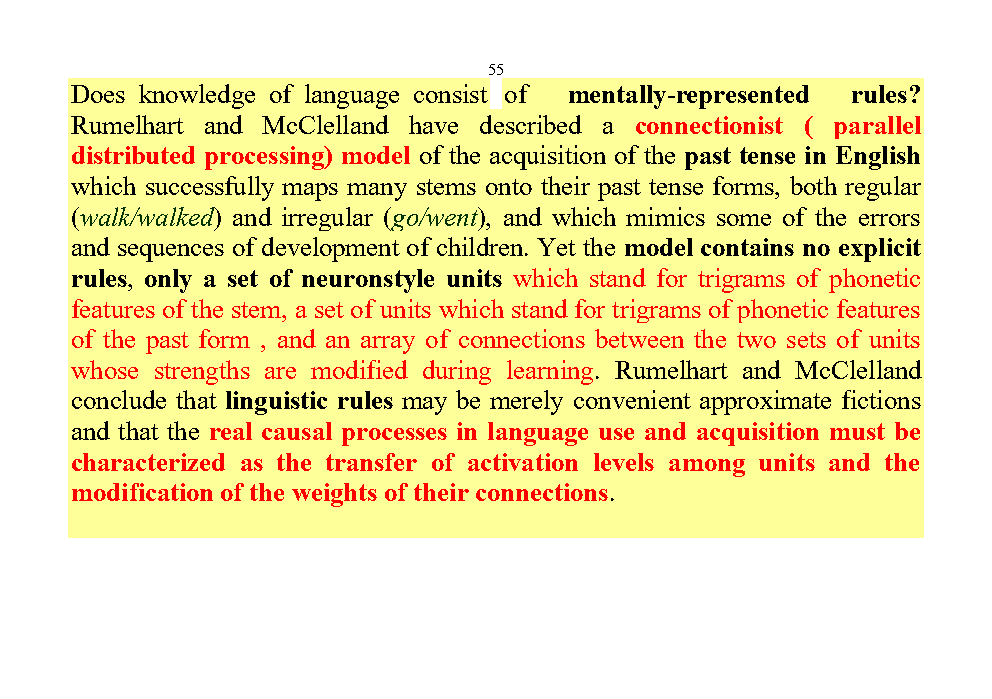 55
Does knowledge of language consist of mentally-represented rules?
Rumelhart and McClelland have described a connectionist ( parallel
distributed processing) model of the acquisition of the past tense in English
which successfully maps many stems onto their past tense forms, both regular
(walk/walked) and irregular (go/went), and which mimics some of the errors
and sequences of development of children. Yet the model contains no explicit
rules, only a set of neuronstyle units which stand for trigrams of phonetic
features of the stem, a set of units which stand for trigrams of phonetic features
of the past form , and an array of connections between the two sets of units
whose strengths are modified during learning. Rumelhart and McClelland
conclude that linguistic rules may be merely convenient approximate fictions
and that the real causal processes in language use and acquisition must be
characterized as the transfer of activation levels among units and the
modification of the weights of their connections.